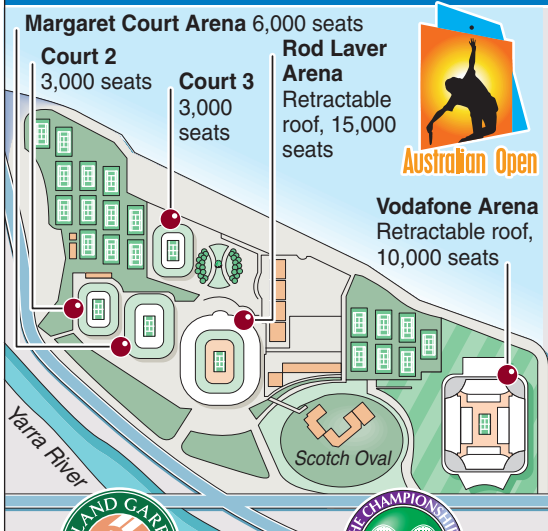 Margaret Court Arena 6,000 seats
Court 2
3,000 seats
Court 3
3,000
seats
Rod Laver
Arena
Retractable
roof, 15,000
seats
Australian Open
Vodafone Arena
Retractable roof,
10,000 seats
Yarra River
Scotch Oval